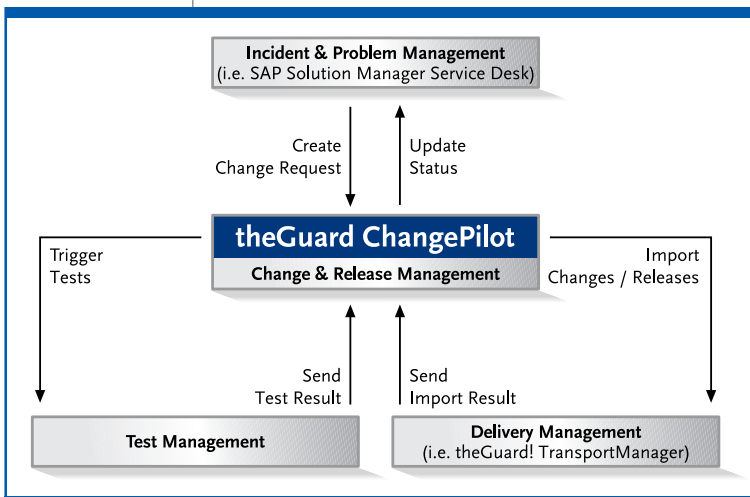 Incident & Problem Management
(i.e. SAP Solution Manager Service Desk)
Create
Change Request
Update
Status
theGuard ChangePilot
Change & Release Management
Trigger
Tests
Import
Changes / Releases
Send
Test Result
Send
Import Result
Test Management
Delivery Management
(i.e. theGuard! TransportManager)